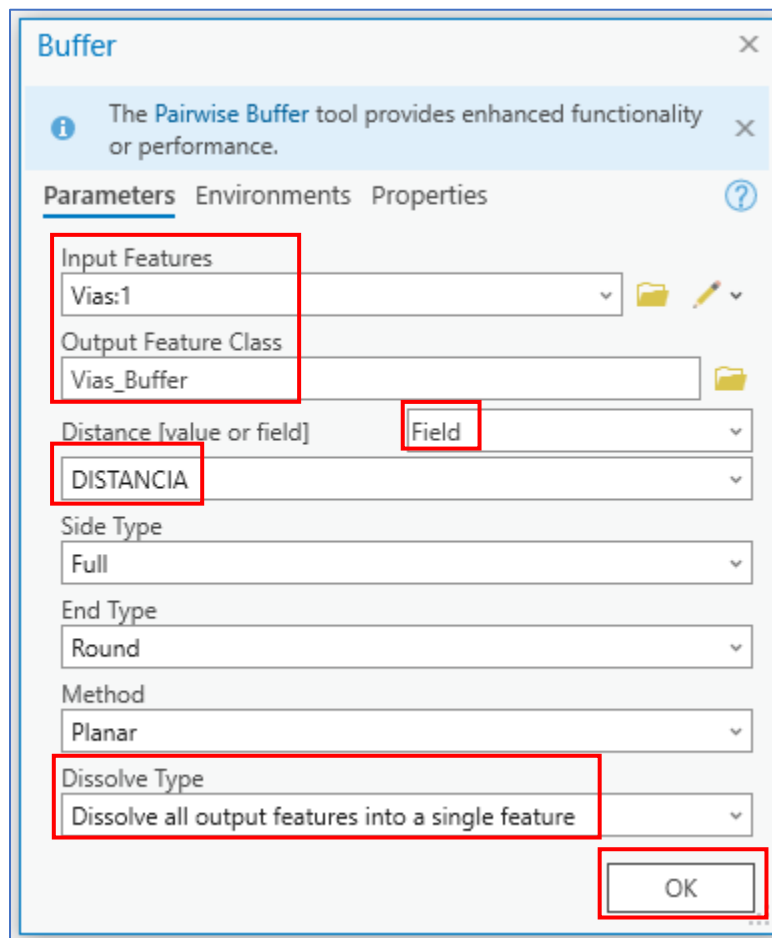 Buffer
The Pairwise Buffer tool provides enhanced functionality
or performance.
Parameters Environments Properties
Input Features
Vias:1
Output Feature Class
Vias_Buffer
Distance [value or field] Field
DISTANCIA
Side Type
Full
End Type
Round
Method
Planar
Dissolve Type
Dissolve all output features into a single feature
OK